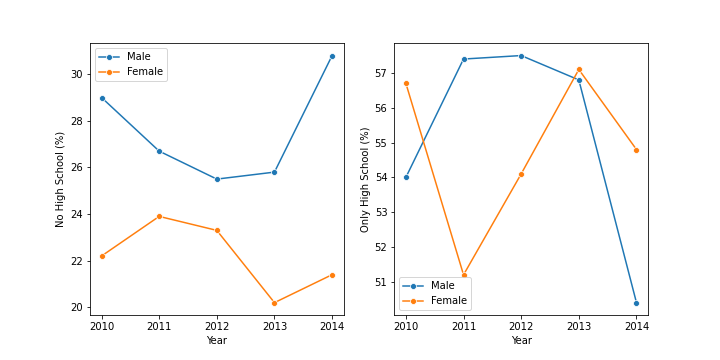 Male
Female
30
28
26
24
22
20
No High School (%)
2010 2011 2012 2013 2014
Year
57
56
55
54
53
52
51
Only High School (%)
Male
Female
2010 2011 2012 2013 2014
Year